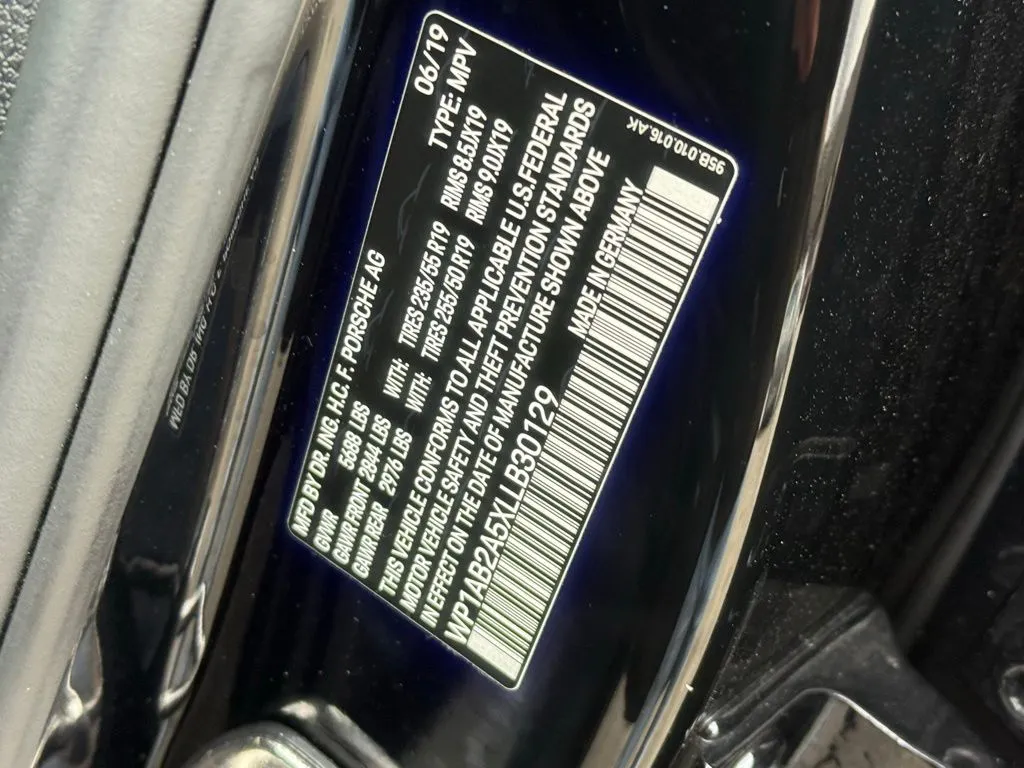 MFD BY DR. ING. H.C. F. PORSCHE AG 06/19
GVWR 5688 LBS TYPE: MPV
GAWR FRONT 2844 LBS WITH: TIRES 235/55 R19 RIMS 8.5JX19
GAWR REAR 2976 LBS WITH: TIRES 255/50 R19 RIMS 9.0JX19
THIS VEHICLE CONFORMS TO ALL APPLICABLE U.S.FEDERAL
MOTOR VEHICLE SAFETY AND THEFT PREVENTION STANDARDS
IN EFFECT ON THE DATE OF MANUFACTURE SHOWN ABOVE
WP1AB2A5XLLB30129 MADE IN GERMANY
95B.010.016.AK